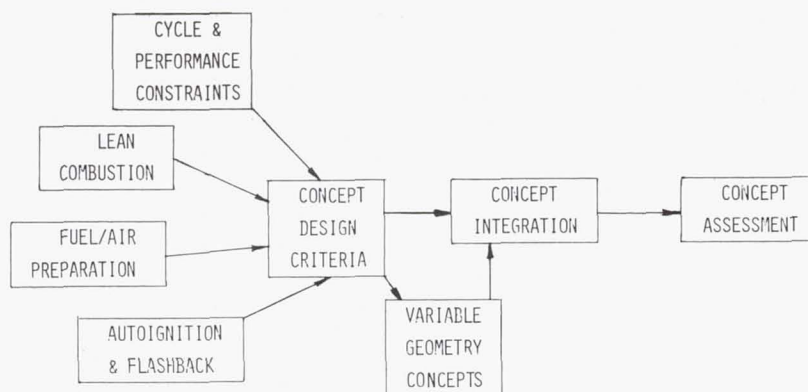 CYCLE &
PERFORMANCE
CONSTRAINTS
LEAN
COMBUSTION
FUEL/AIR
PREPARATION
AUTOIGNITION
& FLASHBACK
CONCEPT
DESIGN
CRITERIA
VARIABLE
GEOMETRY
CONCEPTS
CONCEPT
INTEGRATION
CONCEPT
ASSESSMENT